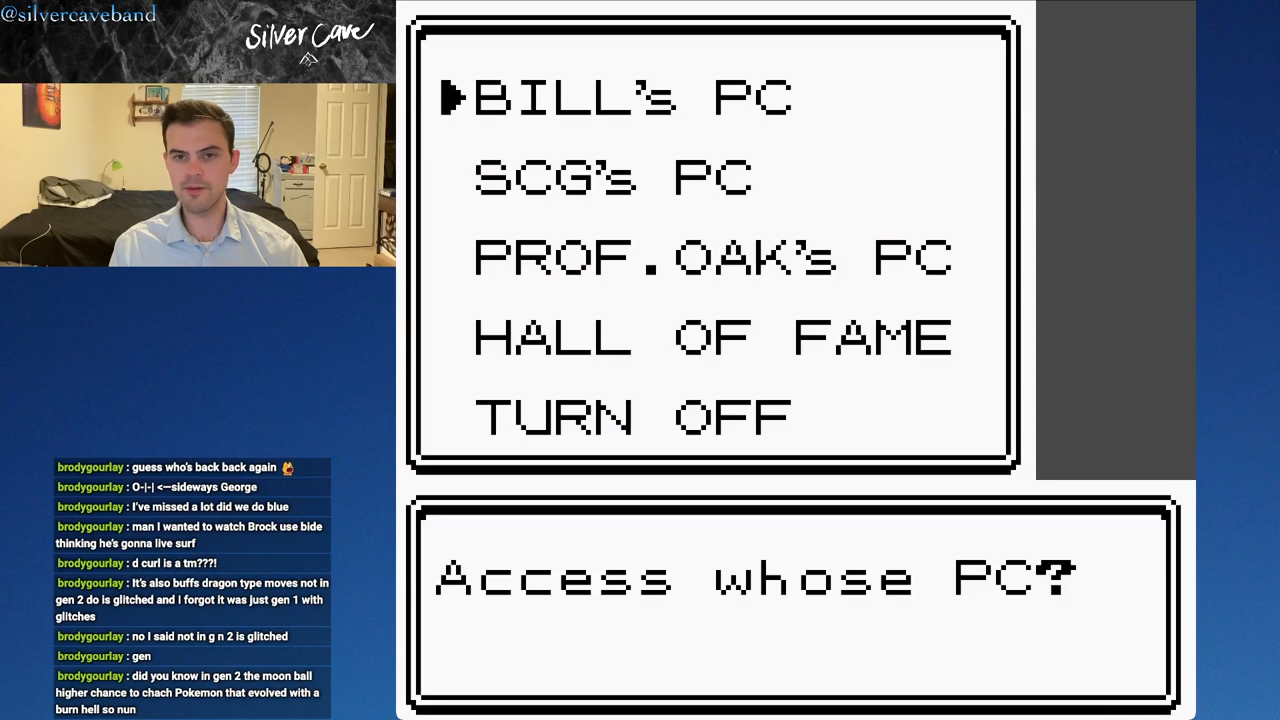 @silvercaveband
Silver Cave
▶BILL's PC
SCG's PC
PROF.OAK's PC
HALL OF FAME
TURN OFF
Access whose PC?
brodygourlay : guess who's back back again
brodygourlay : O-|-| <—sideways George
brodygourlay : I've missed a lot did we do blue
brodygourlay : man I wanted to watch Brock use bide
thinking he's gonna live surf
brodygourlay : d curl is a tm???!
brodygourlay : It's also buffs dragon type moves not in
gen 2 do is glitched and I forgot it was just gen 1 with
glitches
brodygourlay : no I said not in g n 2 is glitched
brodygourlay : gen
brodygourlay : did you know in gen 2 the moon ball
higher chance to chach Pokemon that evolved with a
burn hell so nun